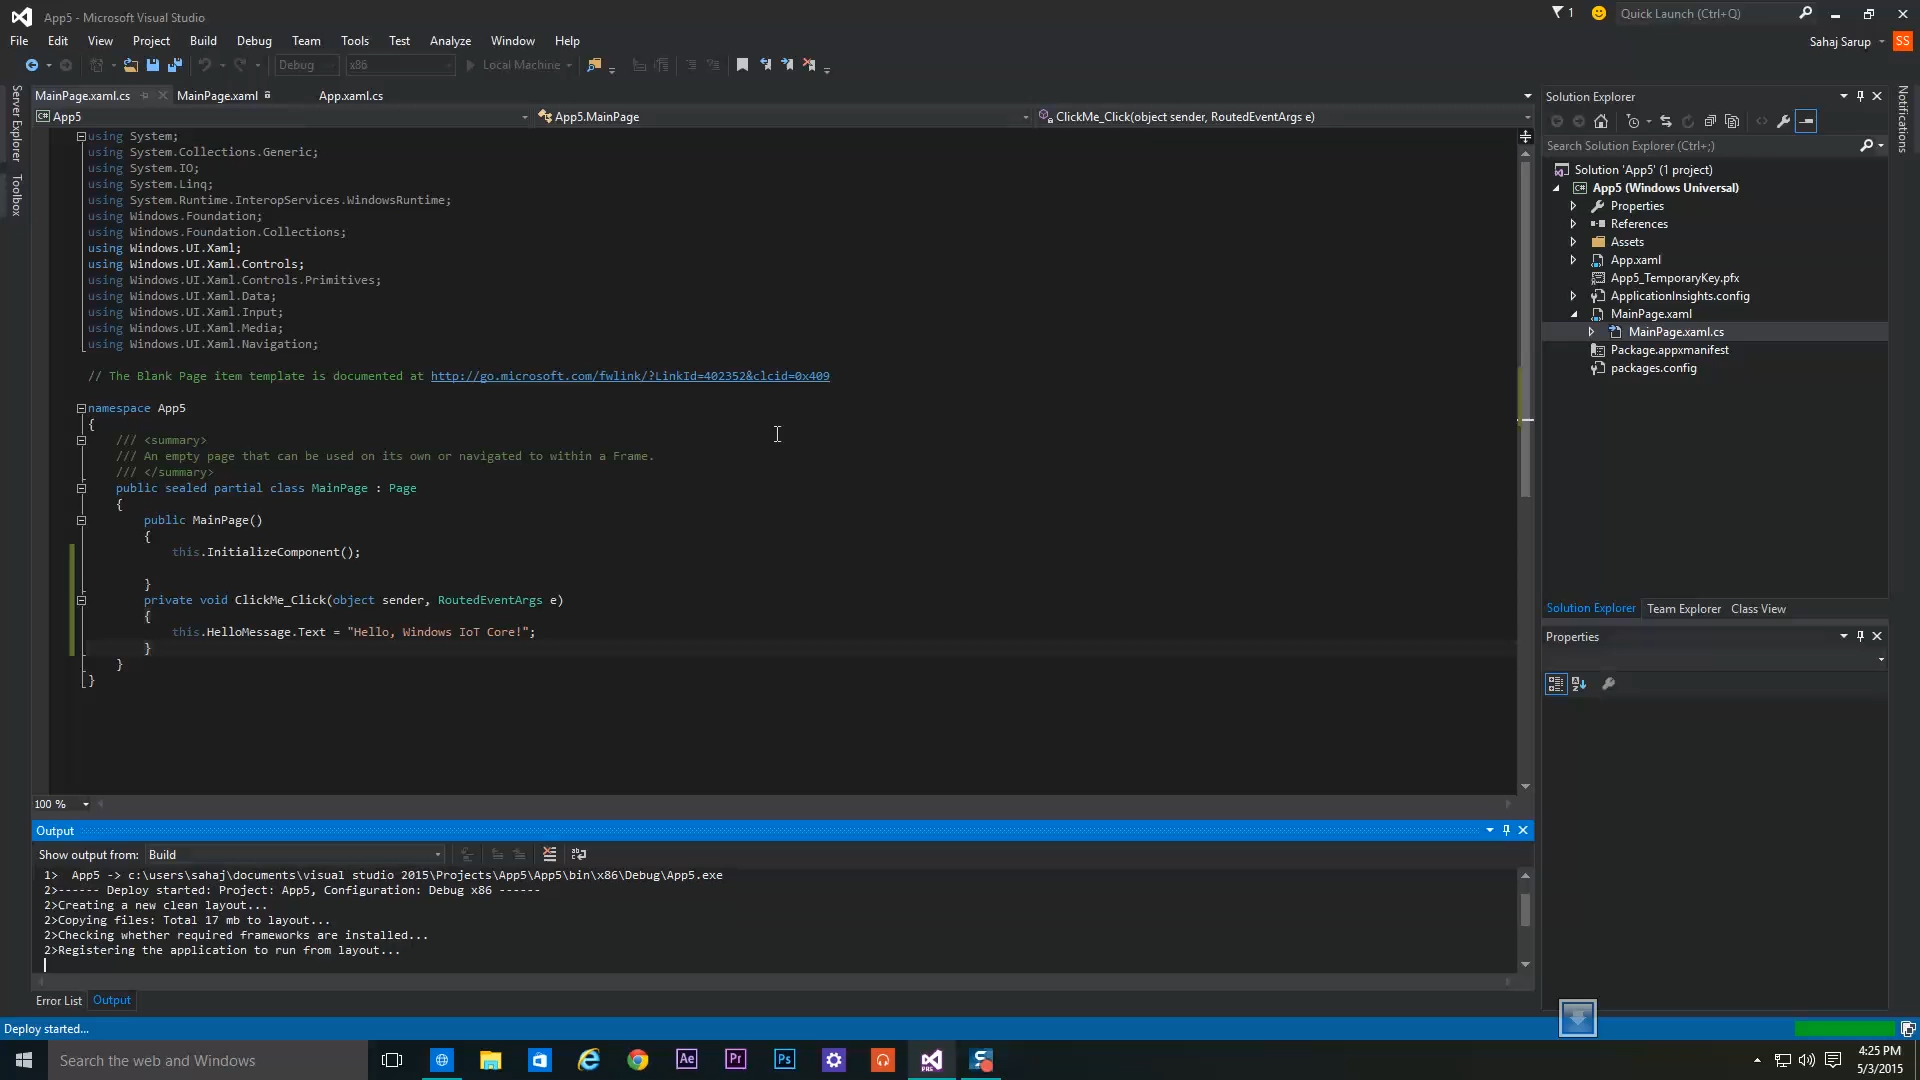 App5 - Microsoft Visual Studio
1
Quick Launch (Ctrl+Q)
File Edit View Project Build Debug Team Tools Test Analyze Window Help
Sahaj Sarup
SS
Debug x86 Local Machine
Server Explorer
Toolbox
MainPage.xaml.cs MainPage.xaml App.xaml.cs
App5 App5.MainPage ClickMe_Click(object sender, RoutedEventArgs e)
using System;
using System.Collections.Generic;
using System.IO;
using System.Linq;
using System.Runtime.InteropServices.WindowsRuntime;
using Windows.Foundation;
using Windows.Foundation.Collections;
using Windows.UI.Xaml;
using Windows.UI.Xaml.Controls;
using Windows.UI.Xaml.Controls.Primitives;
using Windows.UI.Xaml.Data;
using Windows.UI.Xaml.Input;
using Windows.UI.Xaml.Media;
using Windows.UI.Xaml.Navigation;
// The Blank Page item template is documented at http://go.microsoft.com/fwlink/?LinkId=402352&clcid=0x409
namespace App5
{
/// <summary>
/// An empty page that can be used on its own or navigated to within a Frame.
/// </summary>
public sealed partial class MainPage : Page
{
public MainPage()
{
this.InitializeComponent();
}
private void ClickMe_Click(object sender, RoutedEventArgs e)
{
this.HelloMessage.Text = "Hello, Windows IoT Core!";
}
}
}
100 %
Output
Show output from: Build
1> App5 -> c:\users\sahaj\documents\visual studio 2015\Projects\App5\App5\bin\x86\Debug\App5.exe
2>------ Deploy started: Project: App5, Configuration: Debug x86 ------
2>Creating a new clean layout...
2>Copying files: Total 17 mb to layout...
2>Checking whether required frameworks are installed...
2>Registering the application to run from layout...
Error List Output
Deploy started...
Solution Explorer
Search Solution Explorer (Ctrl+;)
Solution 'App5' (1 project)
App5 (Windows Universal)
Properties
References
Assets
App.xaml
App5_TemporaryKey.pfx
ApplicationInsights.config
MainPage.xaml
MainPage.xaml.cs
Package.appxmanifest
packages.config
Solution Explorer Team Explorer Class View
Properties
Notifications
Search the web and Windows
Ae Pr Ps
4:25 PM
5/3/2015